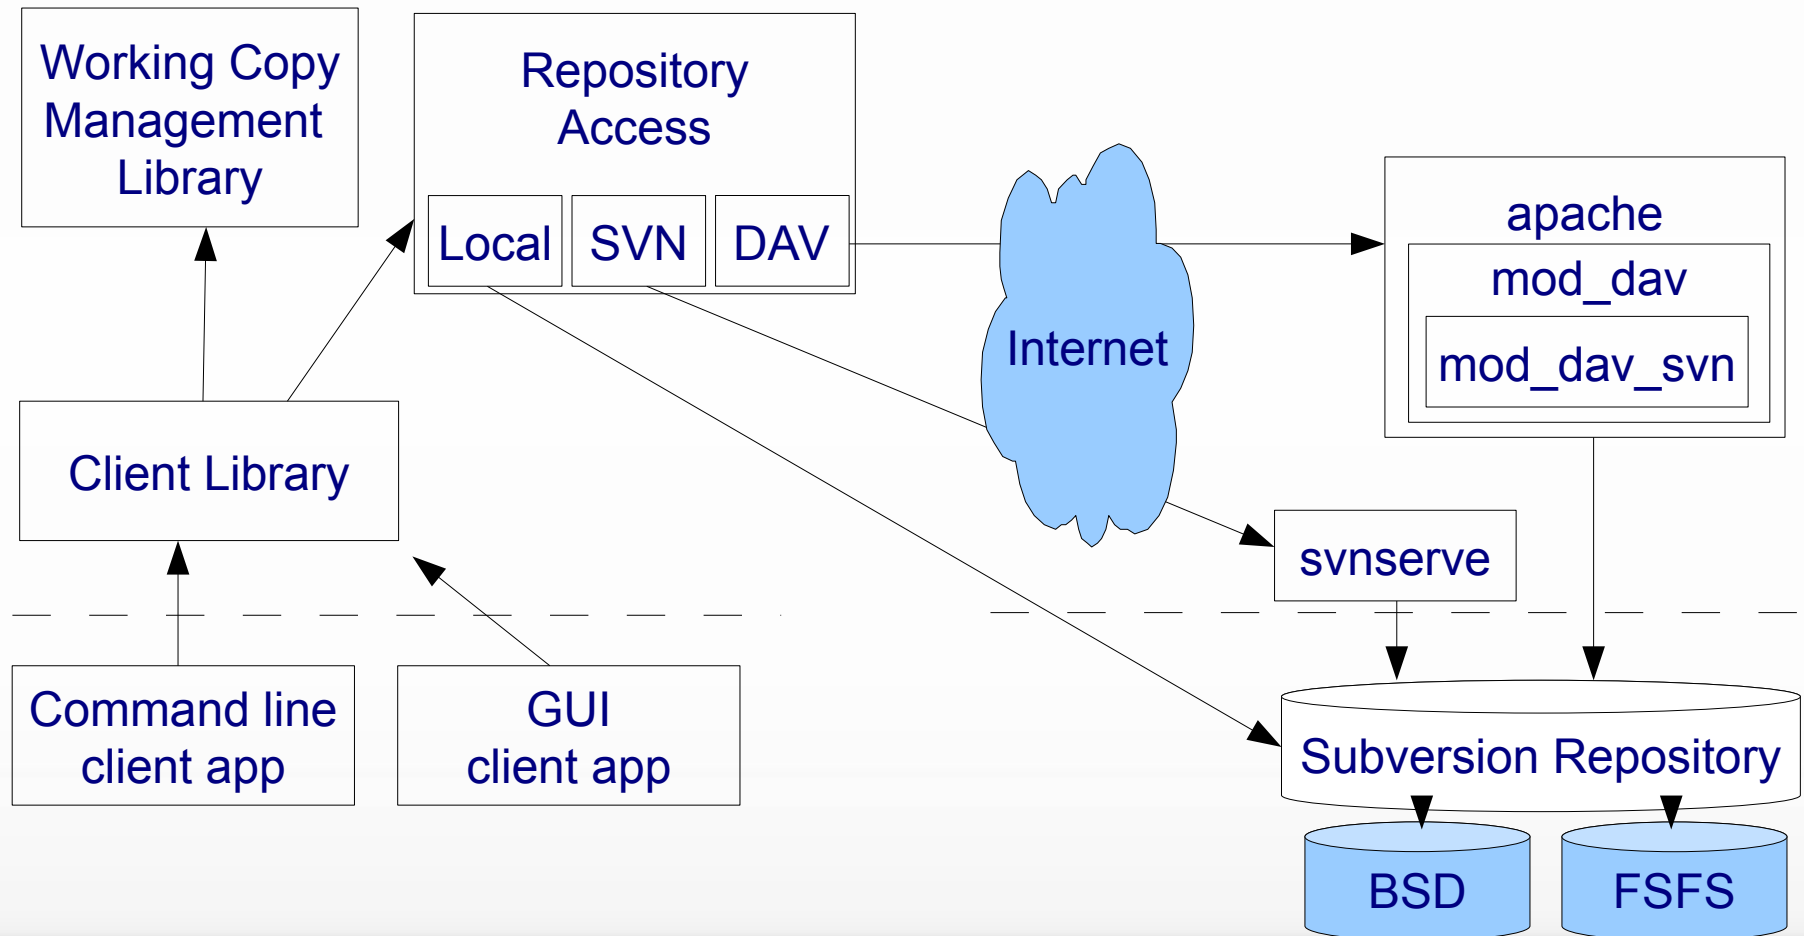 Working Copy
Management
Library
Repository
Access
Local
SVN
DAV
Internet
apache
mod_dav
mod_dav_svn
Client Library
svnserve
Command line
client app
GUI
client app
Subversion Repository
BSD
FSFS